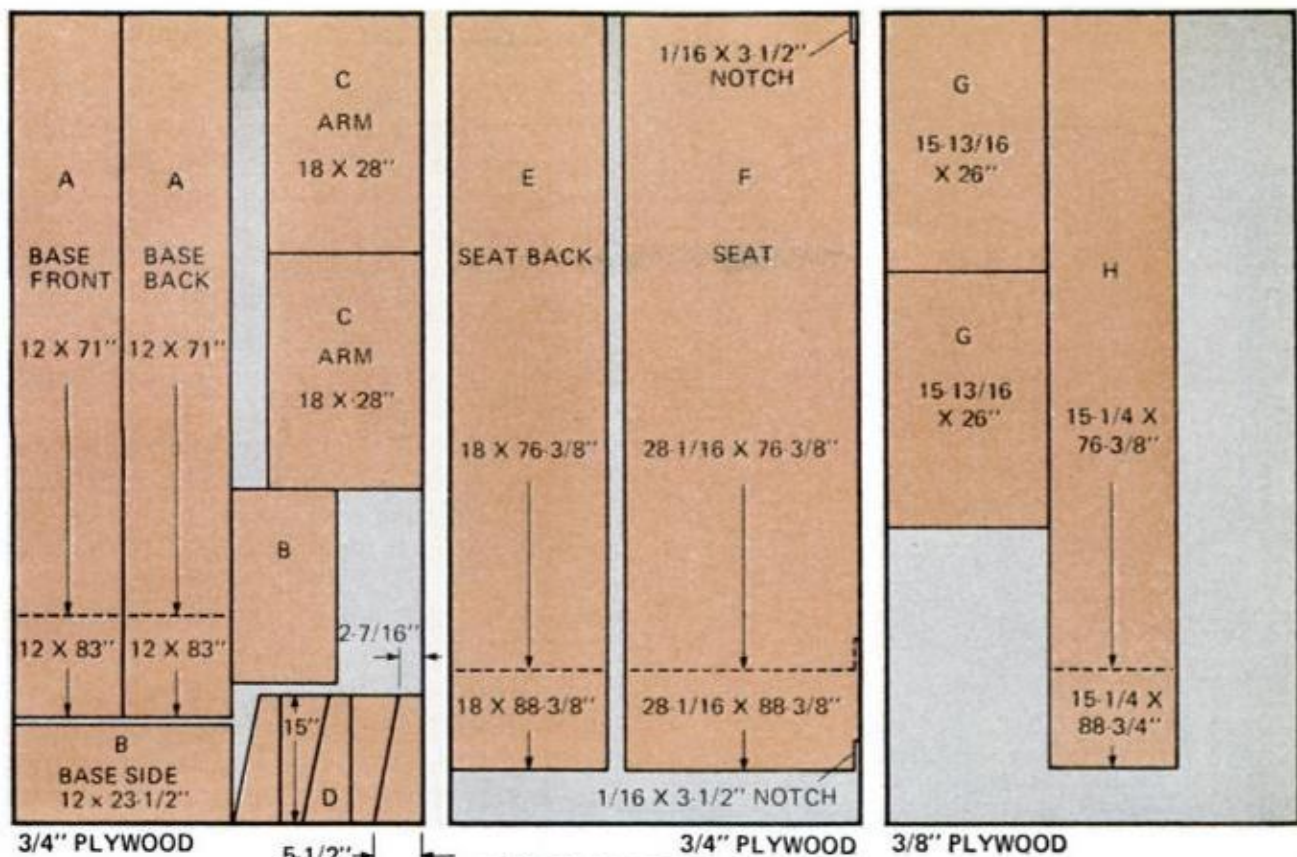 A
BASE
FRONT
12 X 71"
12 X 83"
A
BASE
BACK
12 X 71"
12 X 83"
C
ARM
18 X 28"
C
ARM
18 X 28"
B
2-7/16"
B
BASE SIDE
12 x 23-1/2"
15"
D
3/4" PLYWOOD
5-1/2"
E
SEAT BACK
18 X 76-3/8"
18 X 88-3/8"
1/16 X 3-1/2"
NOTCH
F
SEAT
28-1/16 X 76-3/8"
28-1/16 X 88-3/8"
1/16 X 3-1/2" NOTCH
3/4" PLYWOOD
G
15-13/16
X 26"
G
15-13/16
X 26"
H
15-1/4 X
76-3/8"
15-1/4 X
88-3/4"
3/8" PLYWOOD